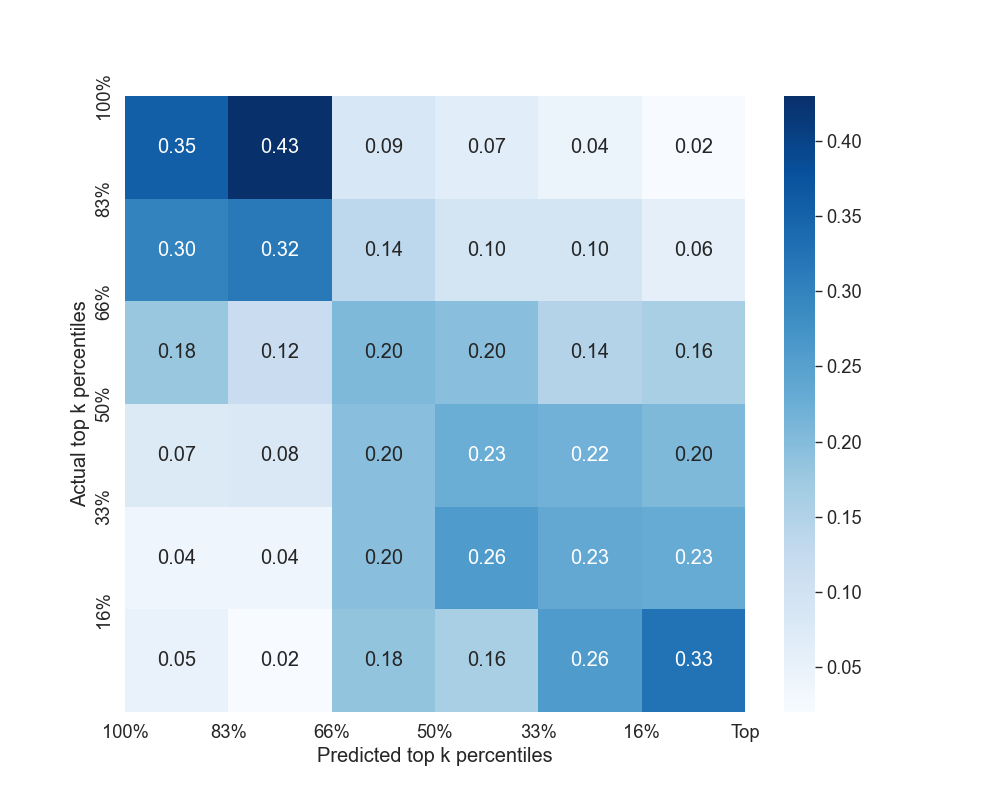 100%
0.35 0.43 0.09 0.07 0.04 0.02
83%
0.30 0.32 0.14 0.10 0.10 0.06
66%
0.18 0.12 0.20 0.20 0.14 0.16
50%
0.07 0.08 0.20 0.23 0.22 0.20
33%
0.04 0.04 0.20 0.26 0.23 0.23
16%
0.05 0.02 0.18 0.16 0.26 0.33
Actual top k percentiles
100% 83% 66% 50% 33% 16% Top
Predicted top k percentiles
0.40
0.35
0.30
0.25
0.20
0.15
0.10
0.05